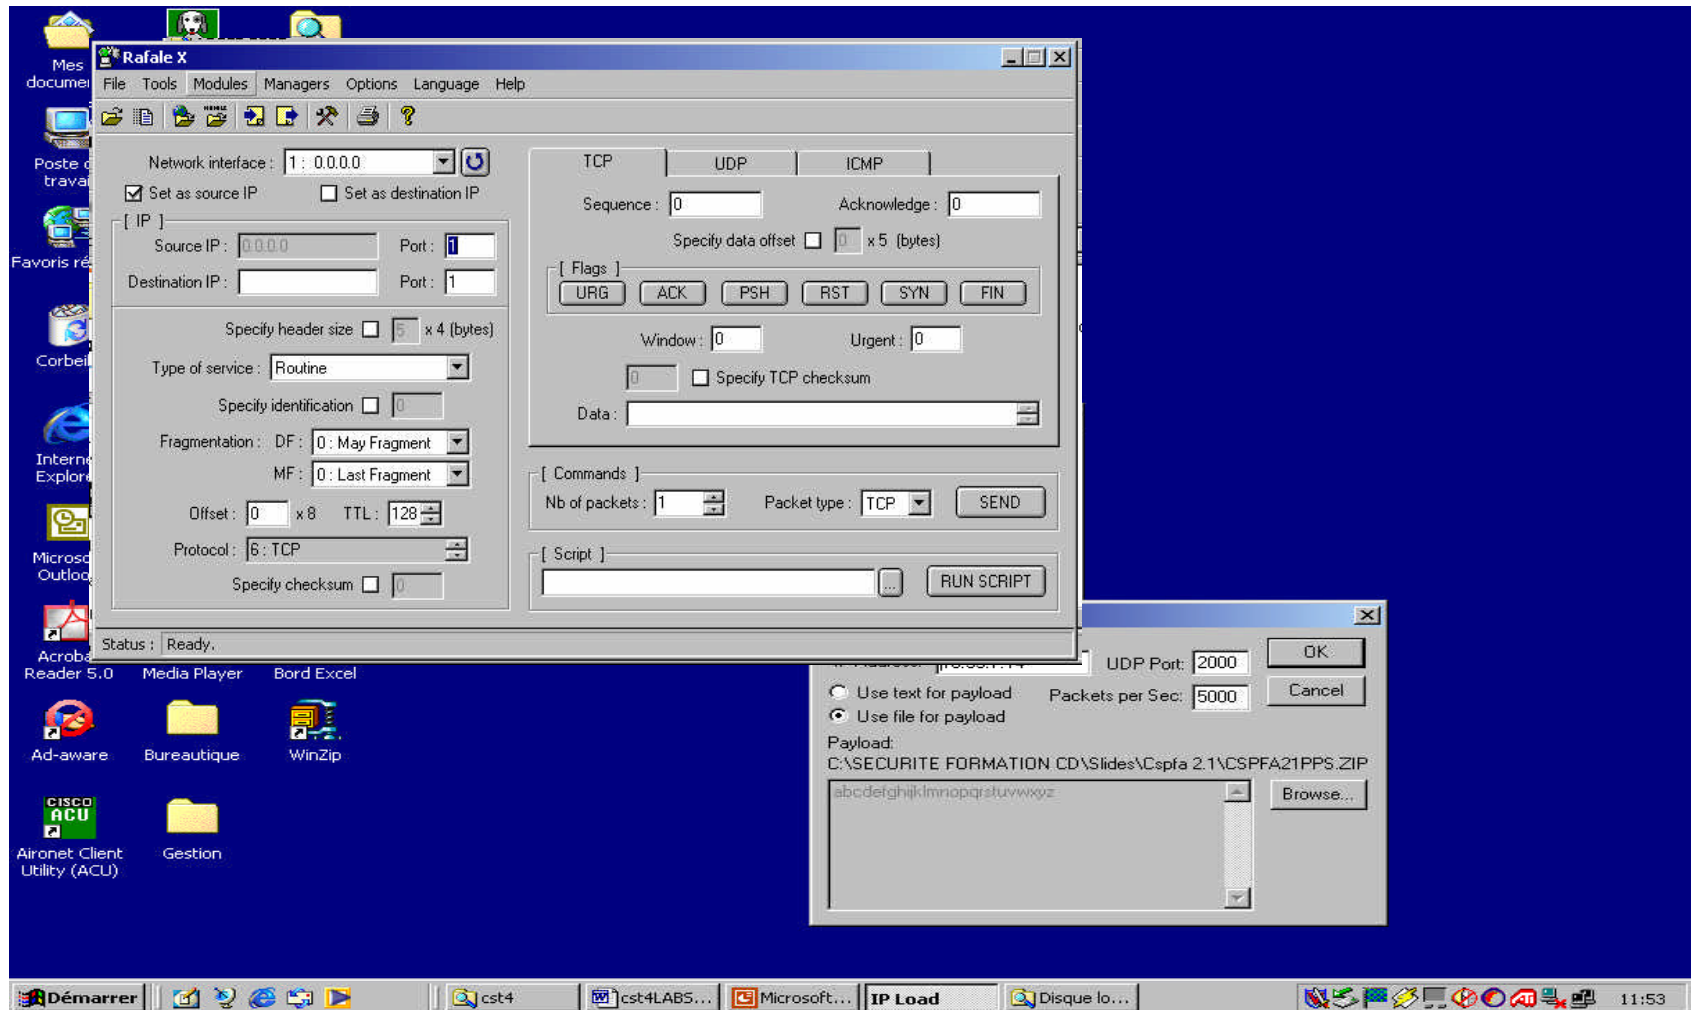 Mes
docume
Poste
travai
Favoris ré
Corbeil
Interne
Explore
Microso
Outloo
Acroba
Reader 5.0
Media Player
Bord Excel
Ad-aware
Bureautique
WinZip
CISCO
ACU
Aironet Client
Utility (ACU)
Gestion
Rafale X
File Tools Modules Managers Options Language Help
Network interface : 1 : 0.0.0.0
Set as source IP Set as destination IP
[ IP ]
Source IP : 0.0.0.0 Port : 1
Destination IP : Port : 1
Specify header size 5 x 4 (bytes)
Type of service : Routine
Specify identification 0
Fragmentation : DF : 0 : May Fragment
MF : 0 : Last Fragment
Offset : 0 x 8 TTL : 128
Protocol : 6 : TCP
Specify checksum 0
TCP UDP ICMP
Sequence : 0 Acknowledge : 0
Specify data offset 0 x 5 (bytes)
[ Flags ]
URG ACK PSH RST SYN FIN
Window : 0 Urgent : 0
0 Specify TCP checksum
Data :
[ Commands ]
Nb of packets : 1 Packet type : TCP SEND
[ Script ]
... RUN SCRIPT
Status : Ready.
UDP Port: 2000 OK
Use text for payload Packets per Sec: 5000 Cancel
Use file for payload
Payload:
C:\SECURITE FORMATION CD\Slides\Cspfa 2.1\CSPFA21PPS.ZIP
abcdefghijklmnopqrstuvwxyz
Browse...
Démarrer cst4 cst4LABS... Microsoft... IP Load Disque lo... 11:53